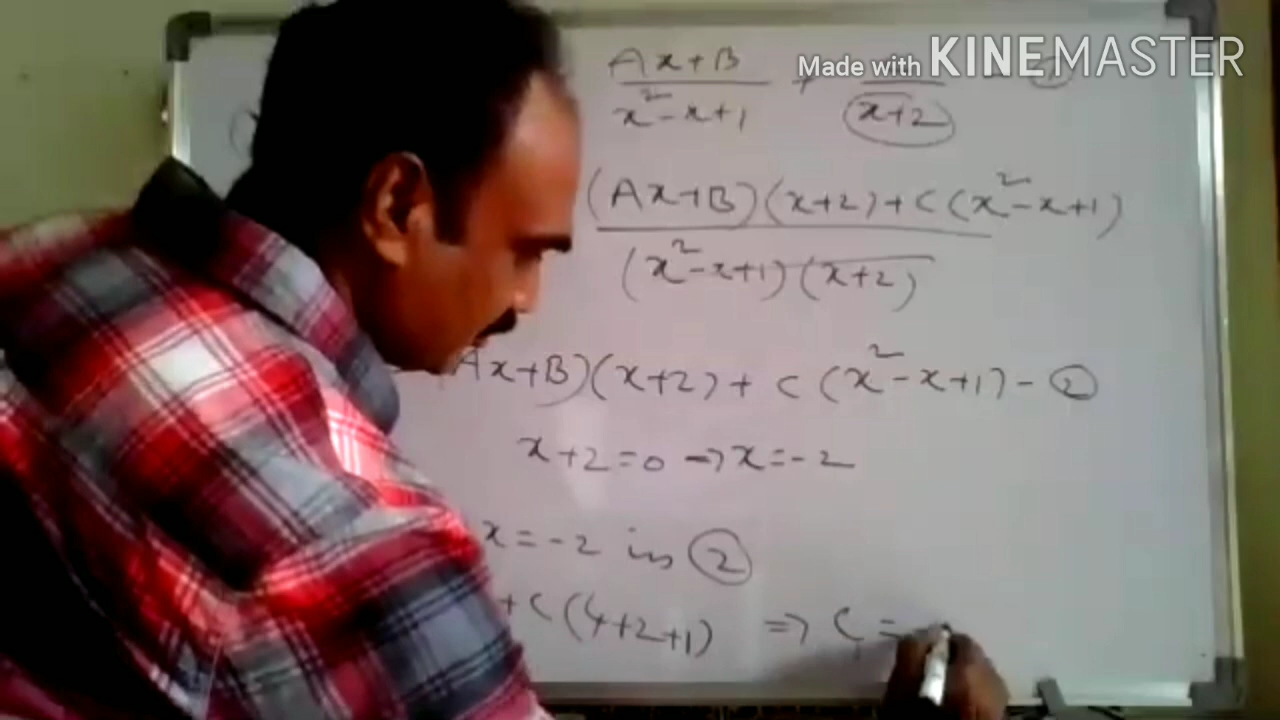 Made with KINEMASTER
Ax+B / x²-x+1 + / x+2 - 1
(Ax+B)(x+2)+C(x²-x+1) / (x²-x+1)(x+2)
Ax+B)(x+2)+C(x²-x+1) - 2
x+2=0 ⇒ x=-2
x=-2 in 2
+C(4+2+1) ⇒ C=